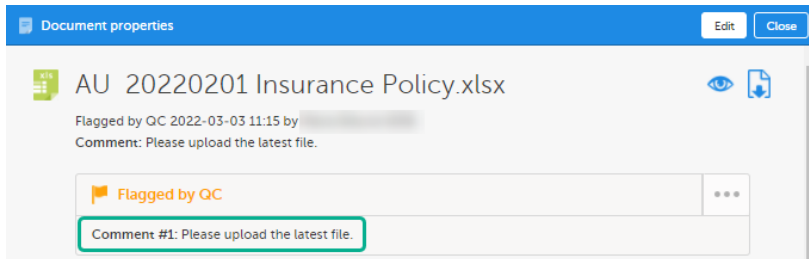 Document properties
Edit
Close
xls
AU 20220201 Insurance Policy.xlsx
Flagged by QC 2022-03-03 11:15 by
Comment: Please upload the latest file.
Flagged by QC
Comment #1: Please upload the latest file.